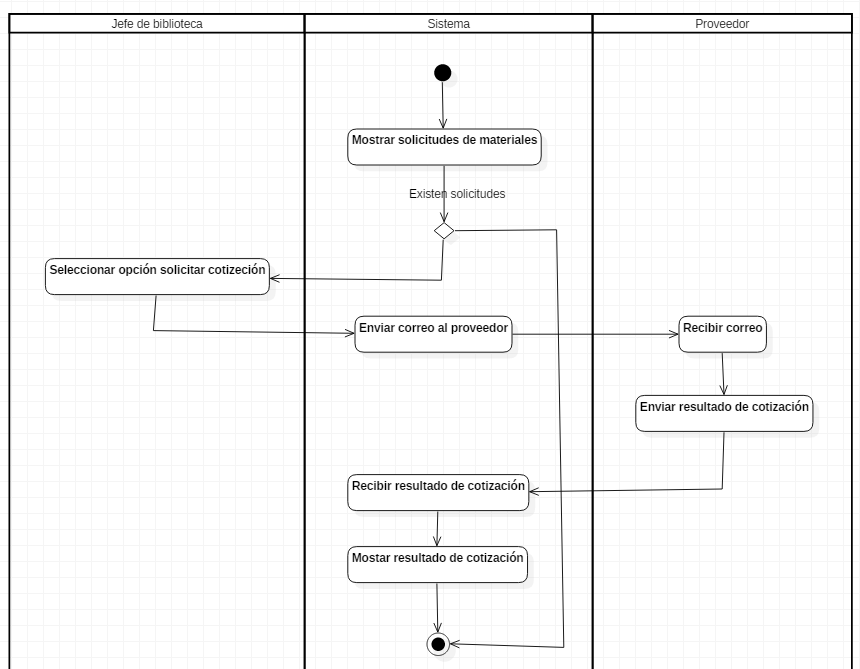 Jefe de biblioteca
Sistema
Proveedor
Mostrar solicitudes de materiales
Existen solicitudes
Seleccionar opción solicitar cotizeción
Enviar correo al proveedor
Recibir correo
Enviar resultado de cotización
Recibir resultado de cotización
Mostar resultado de cotización